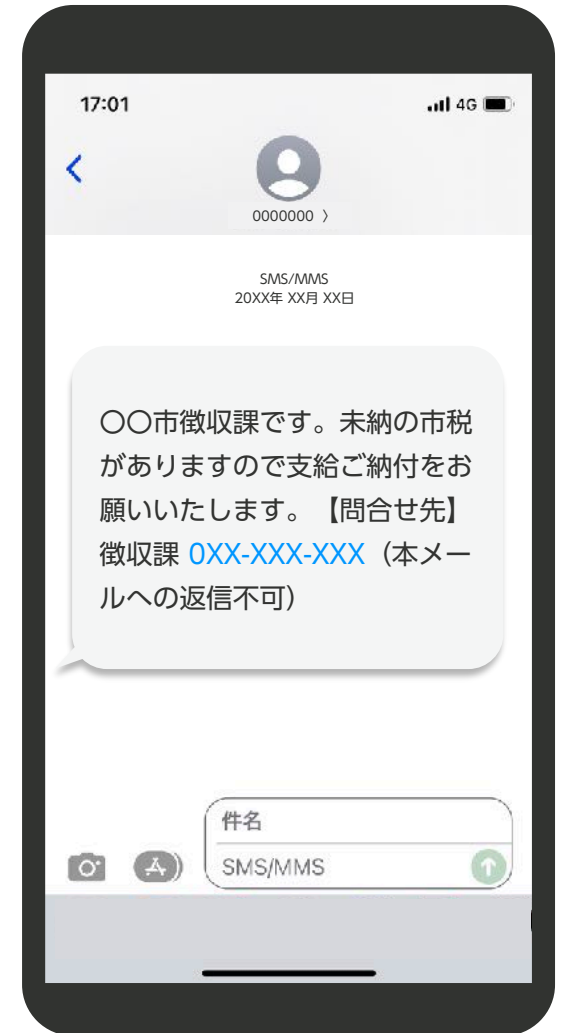 17:01
4G
0000000 〉
SMS/MMS
20XX年 XX月 XX日
〇〇市徴収課です。未納の市税
がありますので支給ご納付をお
願いいたします。【問合せ先】
徴収課 0XX-XXX-XXX（本メー
ルへの返信不可）
件名
SMS/MMS